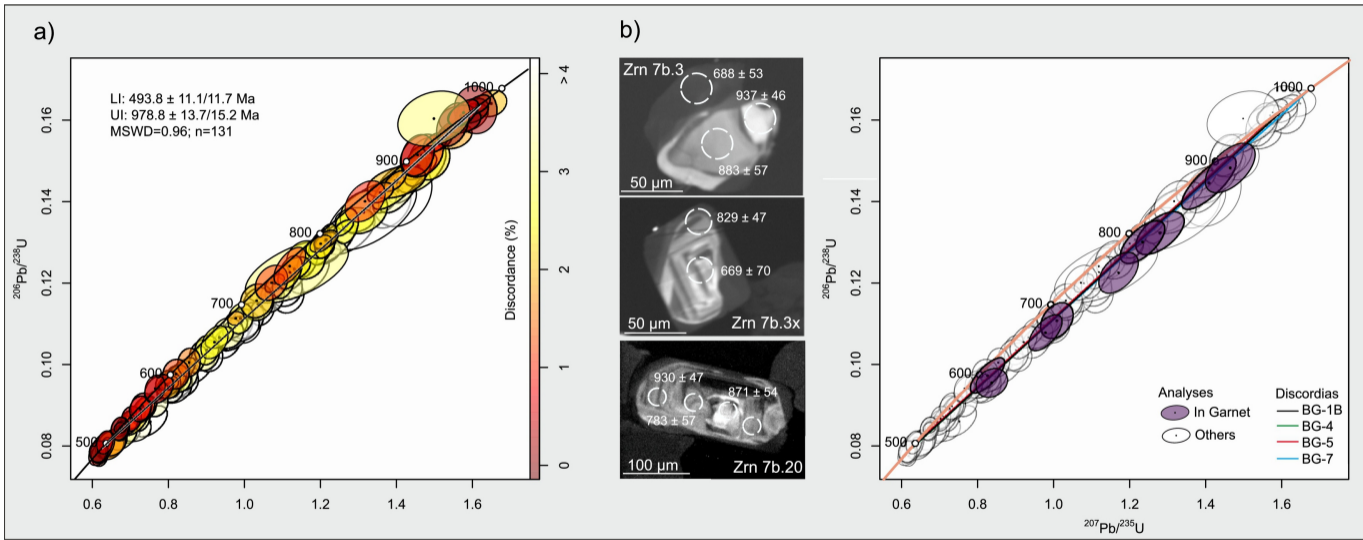 a)
LI: 493.8 ± 11.1/11.7 Ma
UI: 978.8 ± 13.7/15.2 Ma
MSWD=0.96; n=131
1000
900
800
700
600
500
0.16
0.14
0.12
0.10
0.08
²⁰⁶Pb/²³⁸U
0.6 0.8 1.0 1.2 1.4 1.6
Discordance (%)
> 4
3
2
1
0
b)
Zrn 7b.3
688 ± 53
937 ± 46
883 ± 57
50 µm
829 ± 47
669 ± 70
50 µm
Zrn 7b.3x
930 ± 47
871 ± 54
783 ± 57
100 µm
Zrn 7b.20
1000
900
800
700
600
500
0.16
0.14
0.12
0.10
0.08
²⁰⁶Pb/²³⁸U
0.6 0.8 1.0 1.2 1.4 1.6
²⁰⁷Pb/²³⁵U
Analyses
In Garnet
Others
Discordias
BG-1B
BG-4
BG-5
BG-7